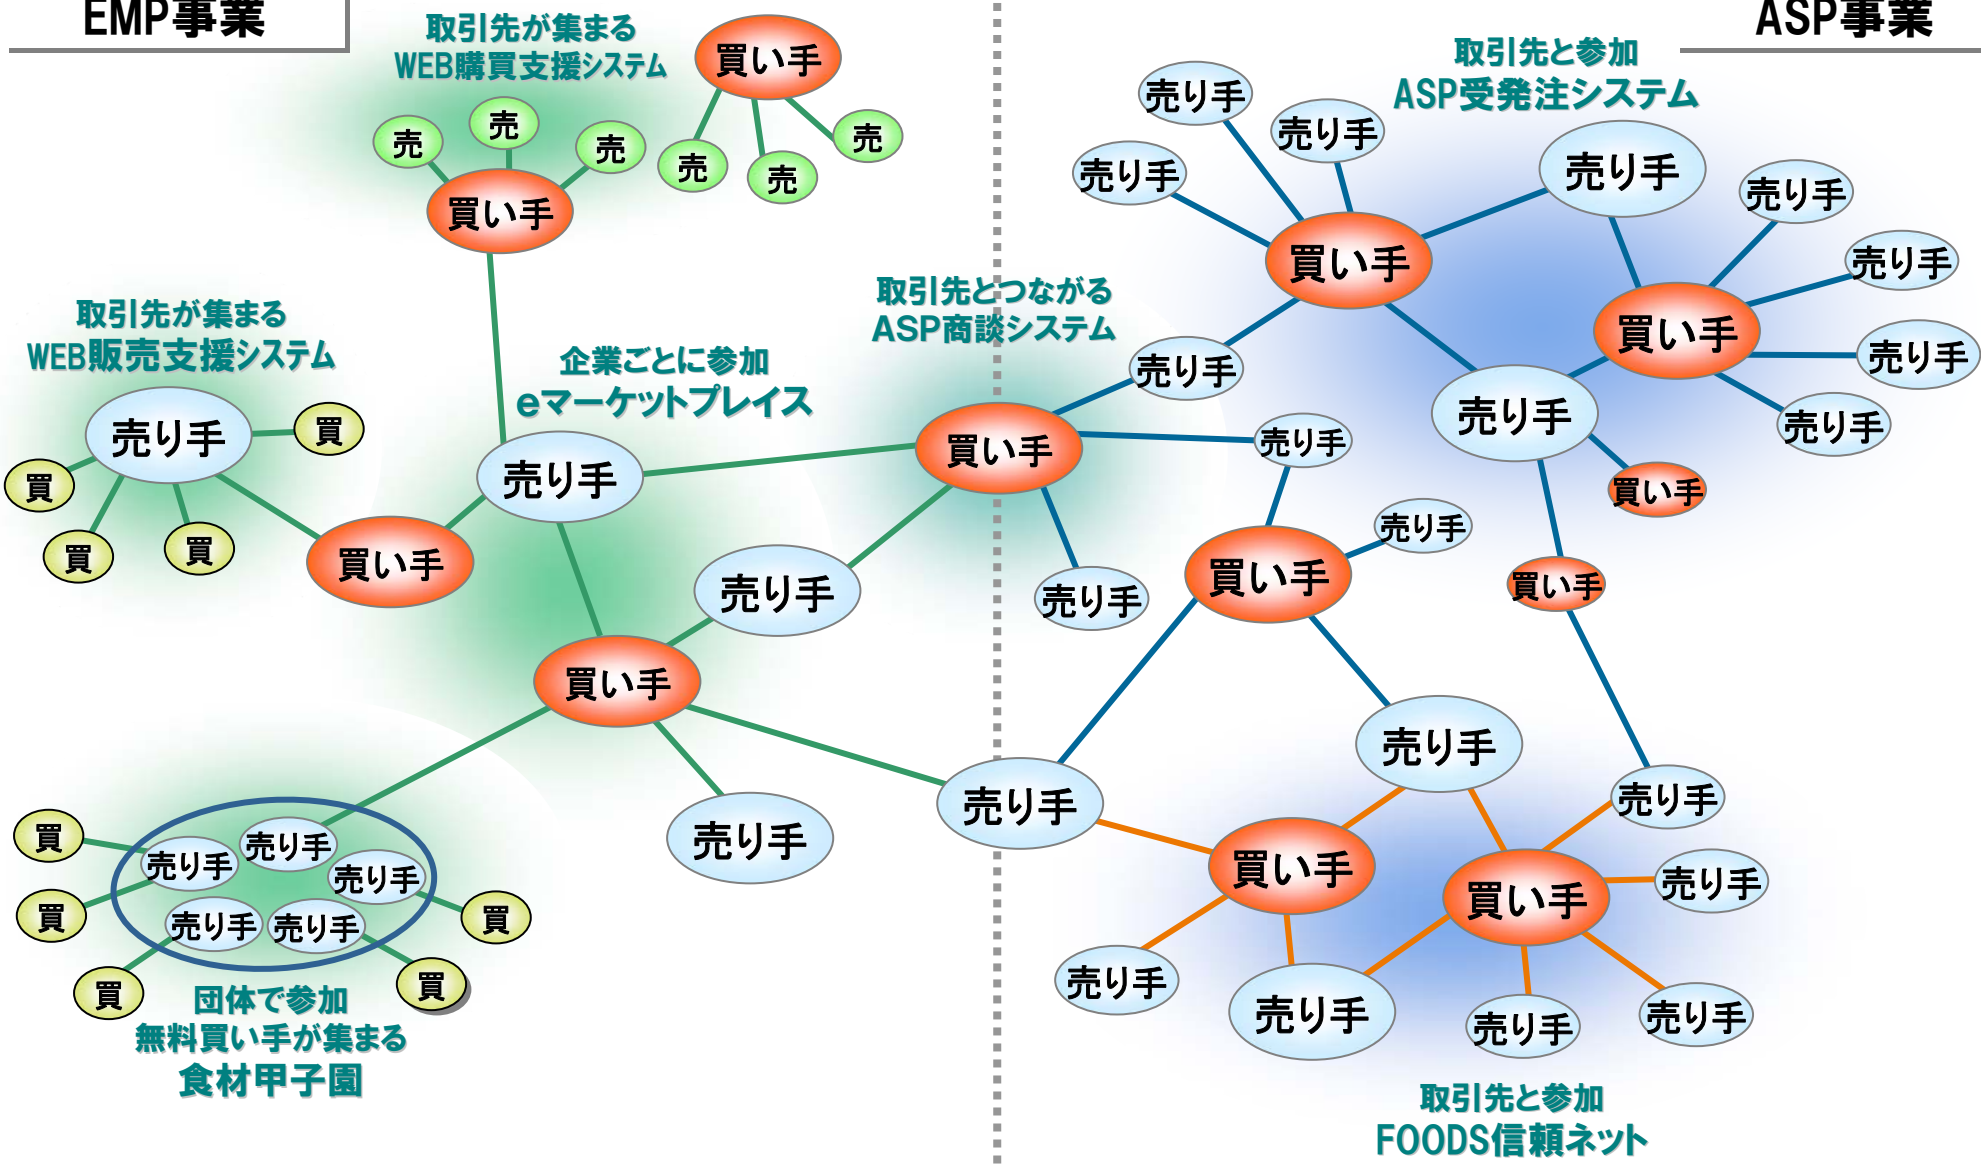 EMP事業
ASP事業
取引先が集まる
WEB購買支援システム
買い手
売
売
売
買い手
売
売
売
買い手
取引先が集まる
WEB販売支援システム
売り手
買
買
買
買
買い手
企業ごとに参加
eマーケットプレイス
売り手
売り手
買い手
売り手
取引先とつながる
ASP商談システム
買い手
売り手
売り手
売り手
売り手
買
買
買
売り手
売り手
売り手
売り手
売り手
買
買
団体で参加
無料買い手が集まる
食材甲子園
取引先と参加
ASP受発注システム
売り手
売り手
売り手
売り手
売り手
買い手
売り手
買い手
売り手
売り手
売り手
買い手
売り手
買い手
買い手
売り手
売り手
買い手
売り手
買い手
売り手
売り手
売り手
売り手
売り手
取引先と参加
FOODS信頼ネット